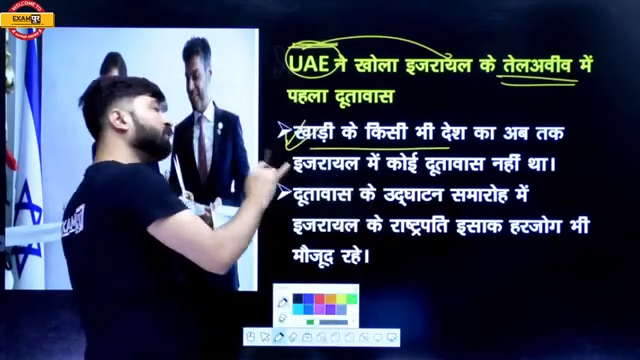 EXAMपुर
UAE ने खोला इजरायल के तेलअवीव में
पहला दूतावास
खाड़ी के किसी भी देश का अब तक
इजरायल में कोई दूतावास नहीं था।
दूतावास के उद्घाटन समारोह में
इजरायल के राष्ट्रपति इसाक हरजोग भी
मौजूद रहे।